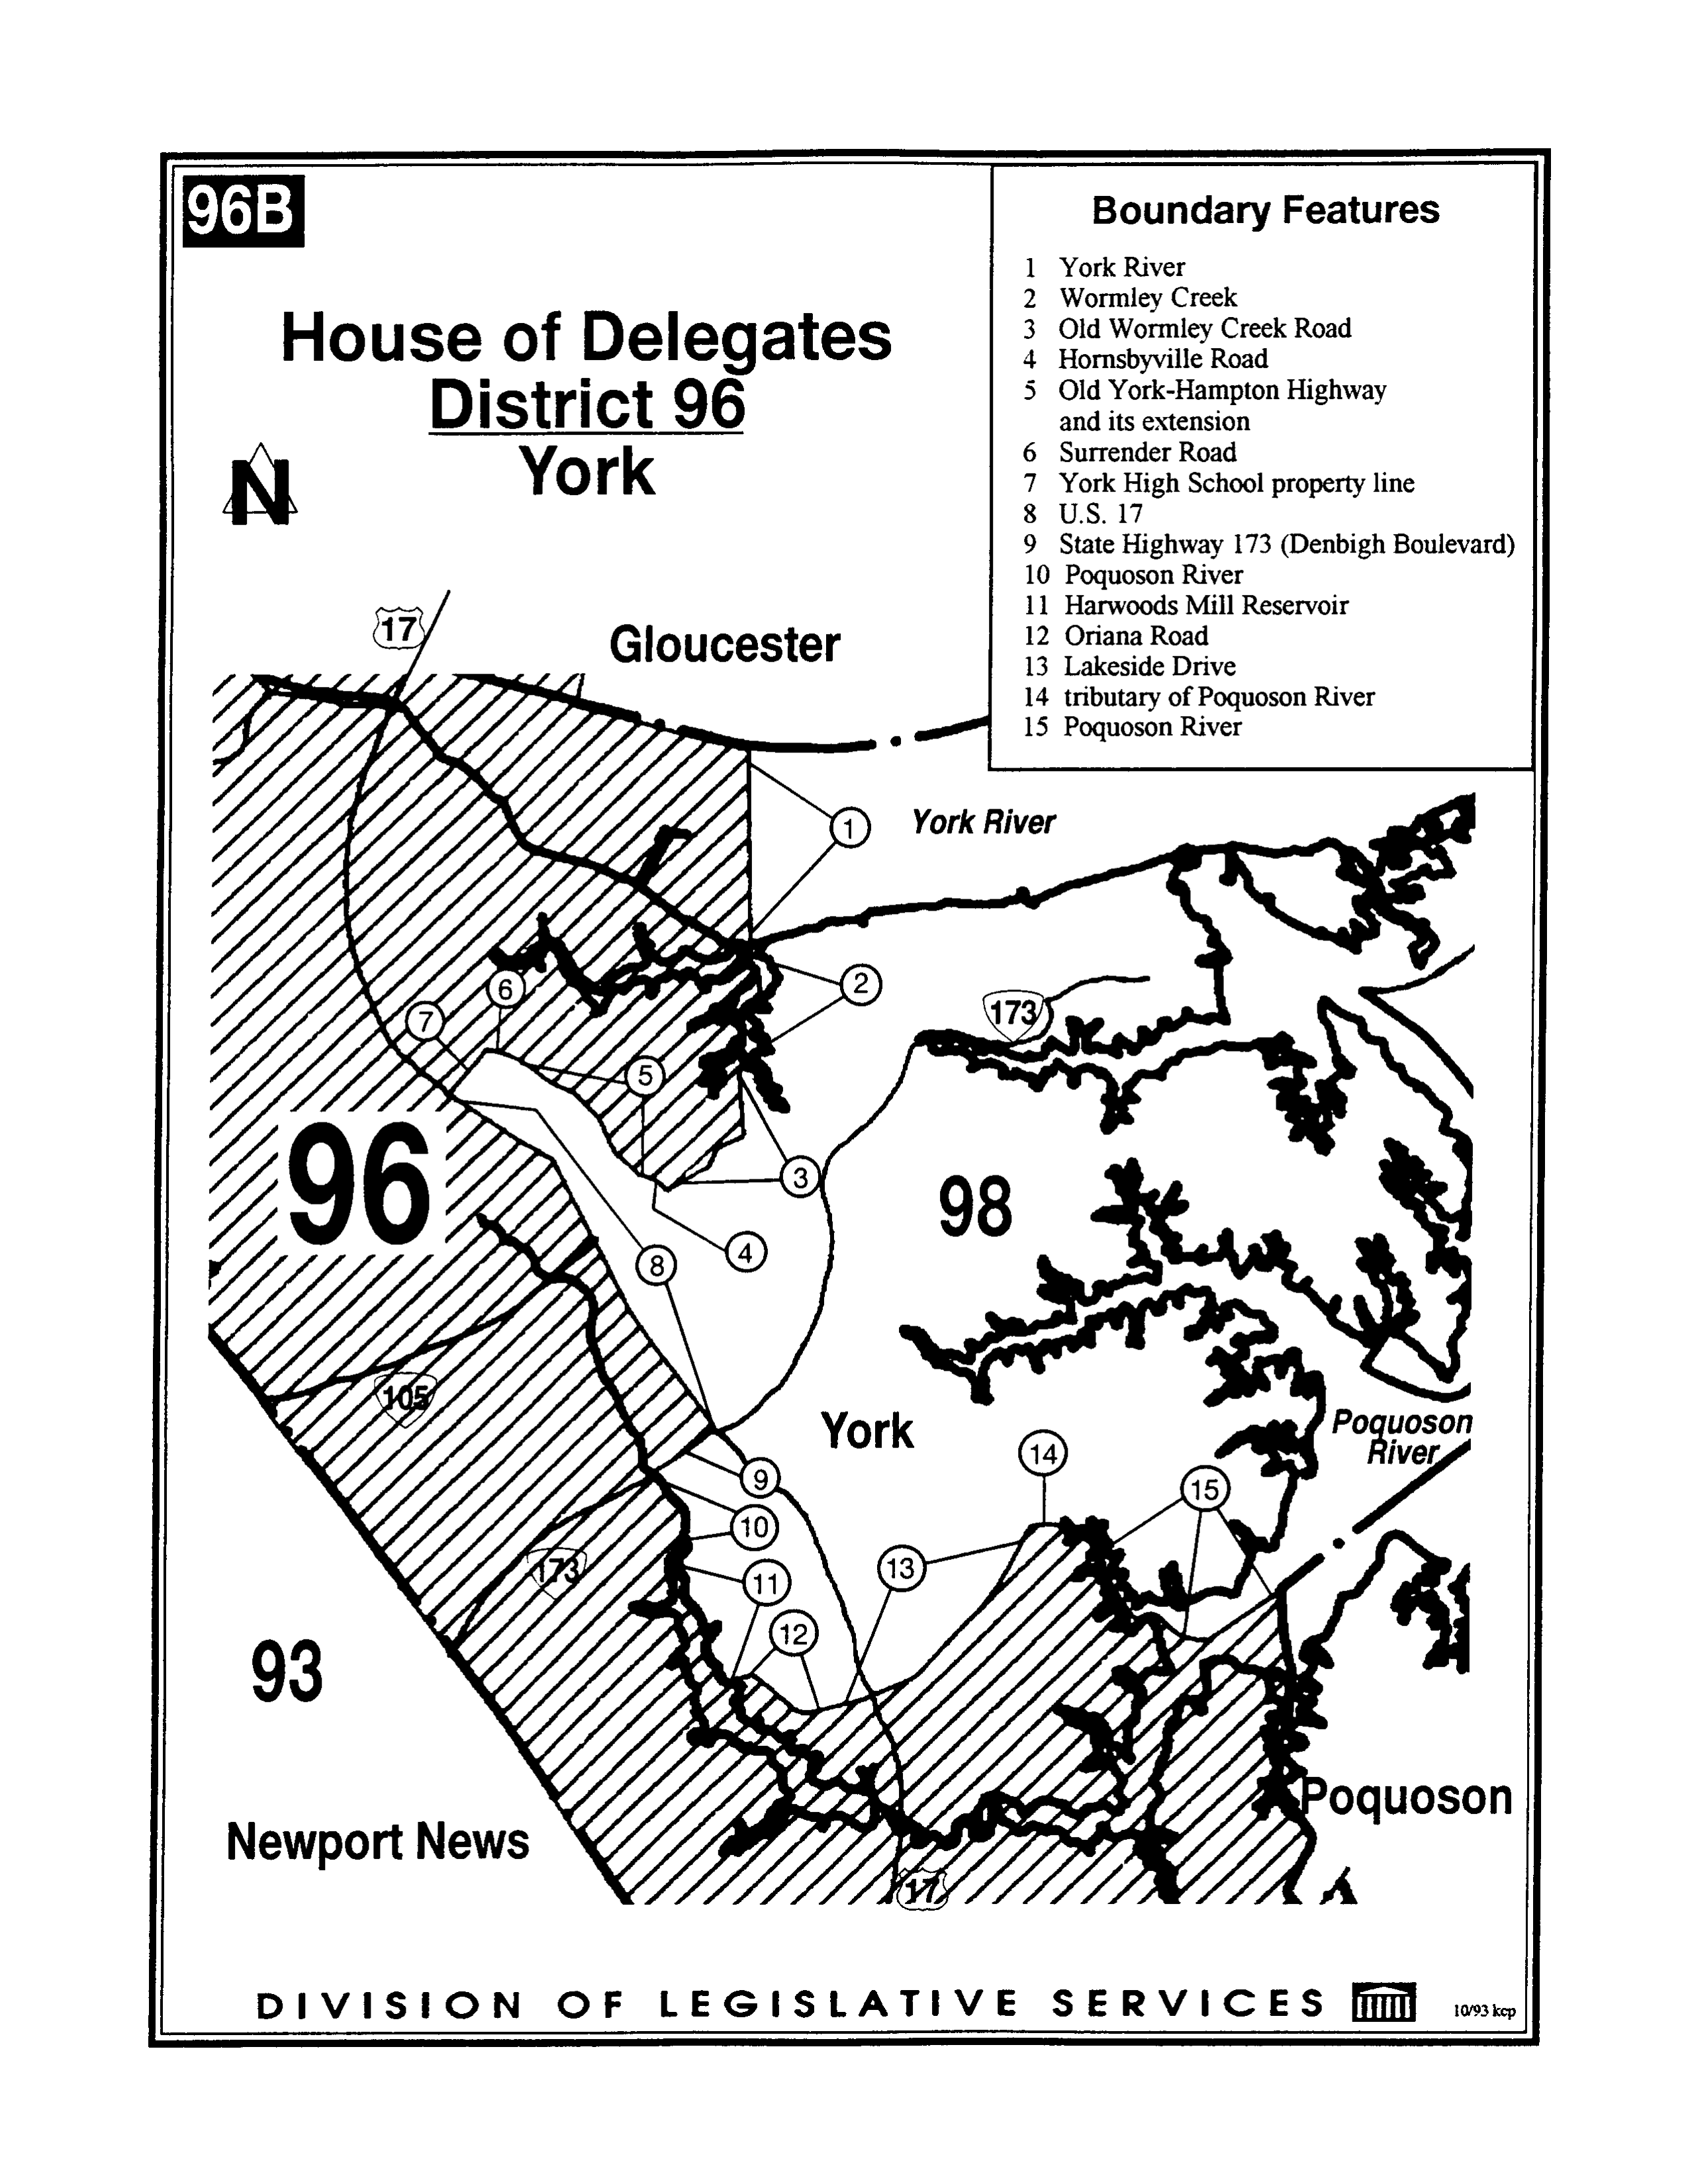 96B
House of Delegates
District 96
York
N
Boundary Features
1 York River
2 Wormley Creek
3 Old Wormley Creek Road
4 Hornsbyville Road
5 Old York-Hampton Highway
and its extension
6 Surrender Road
7 York High School property line
8 U.S. 17
9 State Highway 173 (Denbigh Boulevard)
10 Poquoson River
11 Harwoods Mill Reservoir
12 Oriana Road
13 Lakeside Drive
14 tributary of Poquoson River
15 Poquoson River
17
Gloucester
1
York River
2
6
173
7
5
96
3
98
4
8
105
York
Poquoson
River
14
9
15
10
173
13
11
12
93
Poquoson
Newport News
17
DIVISION OF LEGISLATIVE SERVICES
10/93 kcp